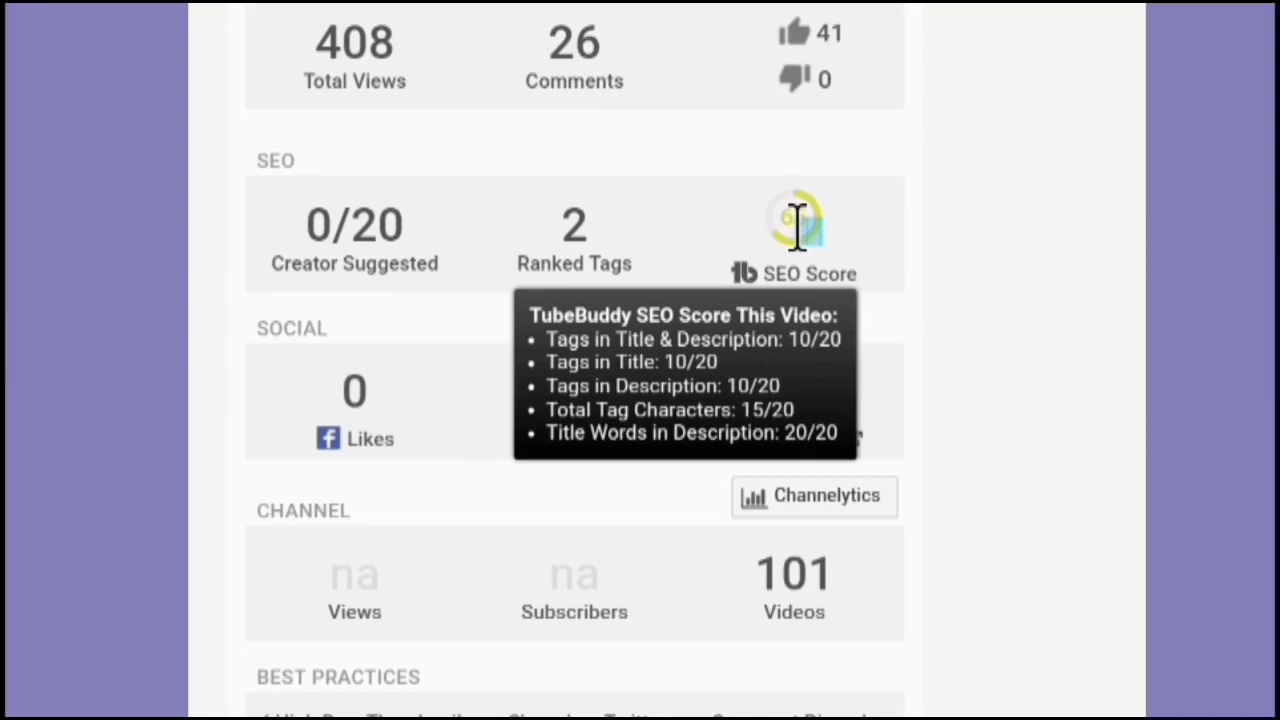 408
Total Views
26
Comments
41
0
SEO
0/20
Creator Suggested
2
Ranked Tags
SEO Score
TubeBuddy SEO Score This Video:
• Tags in Title & Description: 10/20
• Tags in Title: 10/20
• Tags in Description: 10/20
• Total Tag Characters: 15/20
• Title Words in Description: 20/20
SOCIAL
0
Likes
Channelytics
CHANNEL
na
Views
na
Subscribers
101
Videos
BEST PRACTICES